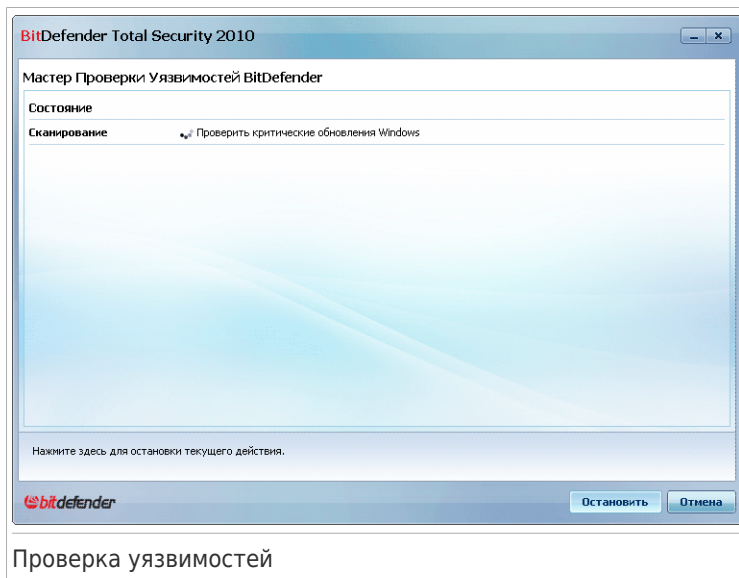 BitDefender Total Security 2010
Мастер Проверки Уязвимостей BitDefender
Состояние
Сканирование Проверить критические обновления Windows
Нажмите здесь для остановки текущего действия.
bitdefender
Остановить Отмена
Проверка уязвимостей